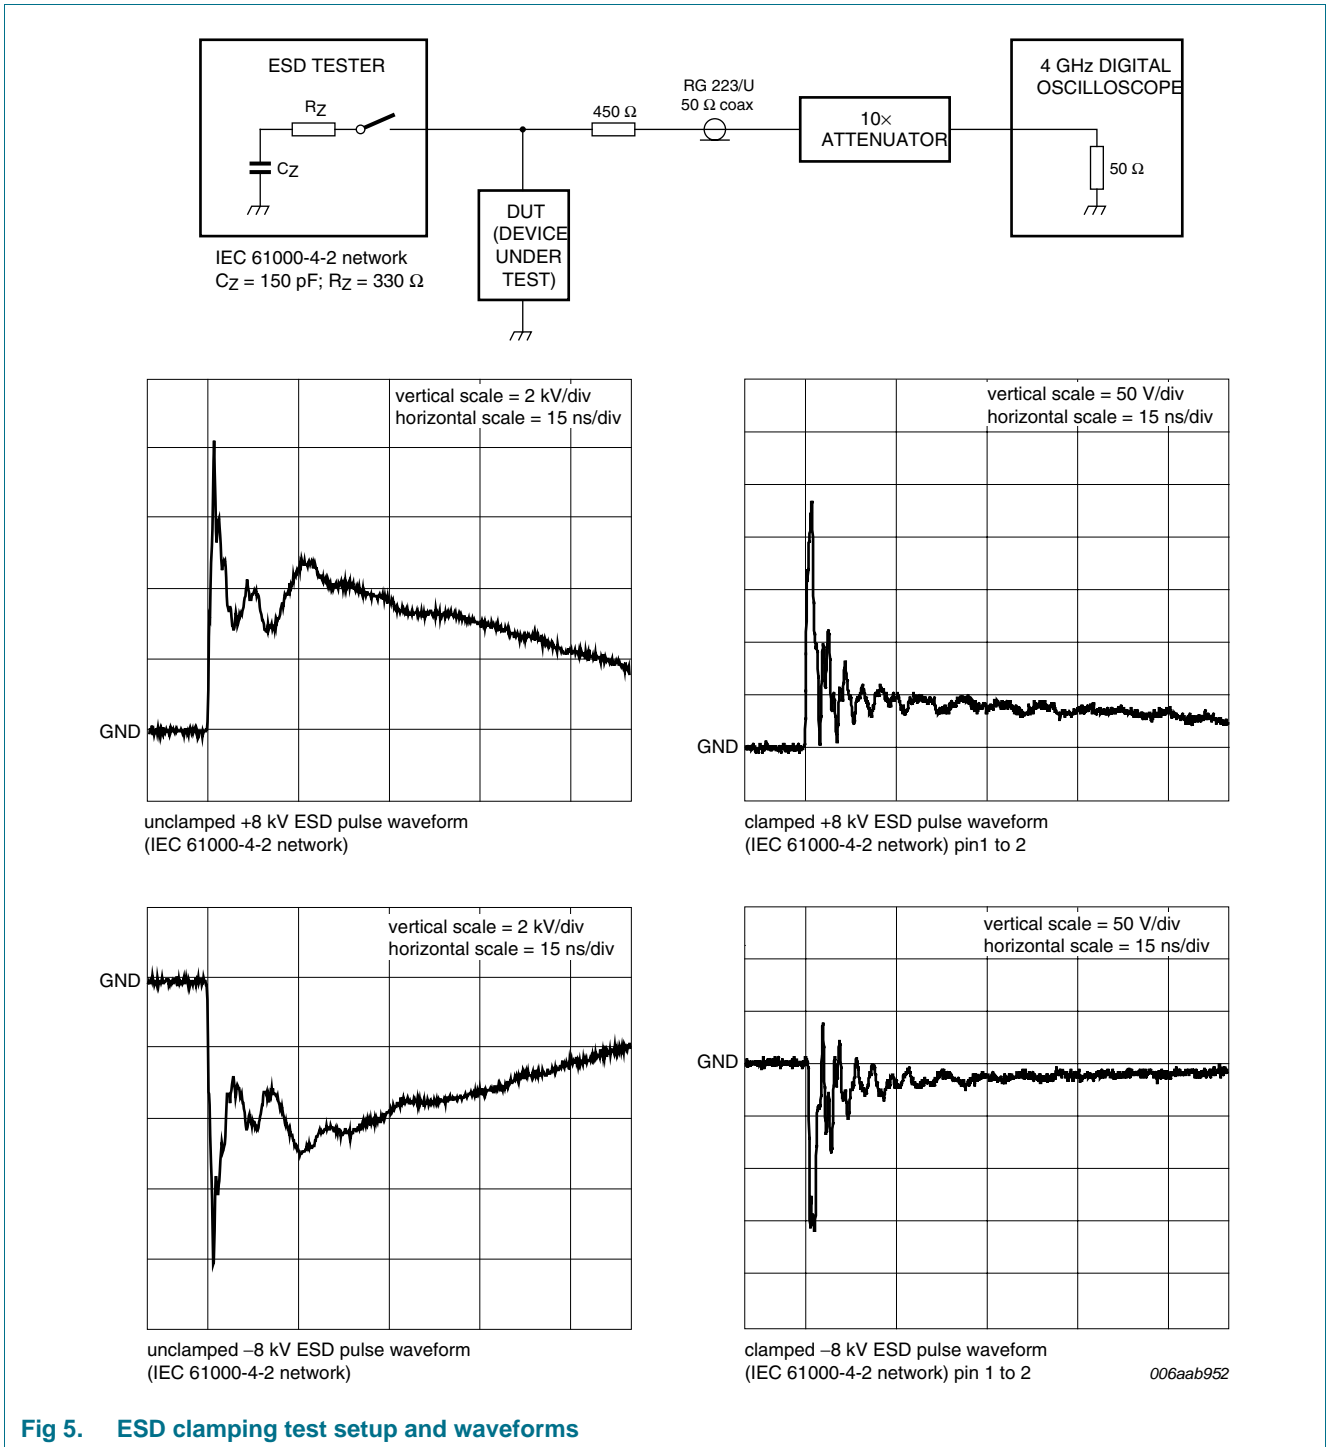 ESD TESTER
RZ
CZ
IEC 61000-4-2 network
CZ = 150 pF; RZ = 330 Ω
DUT
(DEVICE
UNDER
TEST)
450 Ω
RG 223/U
50 Ω coax
10×
ATTENUATOR
4 GHz DIGITAL
OSCILLOSCOPE
50 Ω
vertical scale = 2 kV/div
horizontal scale = 15 ns/div
GND
unclamped +8 kV ESD pulse waveform
(IEC 61000-4-2 network)
vertical scale = 50 V/div
horizontal scale = 15 ns/div
GND
clamped +8 kV ESD pulse waveform
(IEC 61000-4-2 network) pin1 to 2
vertical scale = 2 kV/div
horizontal scale = 15 ns/div
GND
unclamped −8 kV ESD pulse waveform
(IEC 61000-4-2 network)
vertical scale = 50 V/div
horizontal scale = 15 ns/div
GND
clamped −8 kV ESD pulse waveform
(IEC 61000-4-2 network) pin 1 to 2
006aab952
Fig 5. ESD clamping test setup and waveforms